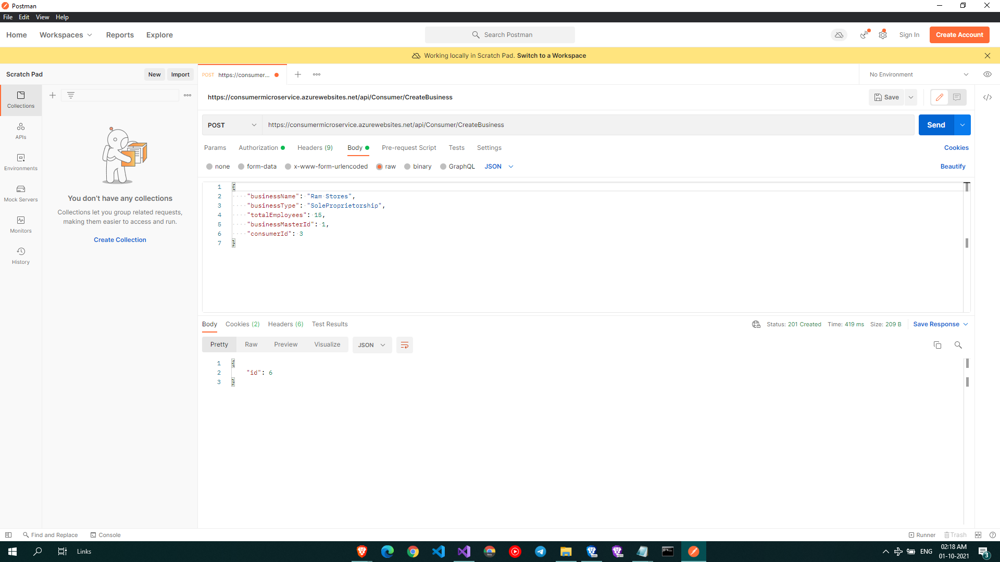 Postman
File Edit View Help
Home Workspaces Reports Explore
Search Postman
Sign In Create Account
Working locally in Scratch Pad. Switch to a Workspace
Scratch Pad New Import
POST https://consumer... No Environment
Collections
APIs
Environments
Mock Servers
Monitors
History
You don’t have any collections
Collections let you group related requests,
making them easier to access and run.
Create Collection
https://consumermicroservice.azurewebsites.net/api/Consumer/CreateBusiness Save
POST https://consumermicroservice.azurewebsites.net/api/Consumer/CreateBusiness Send
Params Authorization Headers (9) Body Pre-request Script Tests Settings Cookies
none form-data x-www-form-urlencoded raw binary GraphQL JSON Beautify
1 {
2 "businessName": "Ram Stores",
3 "businessType": "SoleProprietorship",
4 "totalEmployees": 15,
5 "businessMasterId": 1,
6 "consumerId": 3
7 }
Body Cookies (2) Headers (6) Test Results Status: 201 Created Time: 419 ms Size: 209 B Save Response
Pretty Raw Preview Visualize JSON
1 {
2 "id": 6
3 }
Find and Replace Console Runner Trash
Links
ENG
02:18 AM
01-10-2021
3